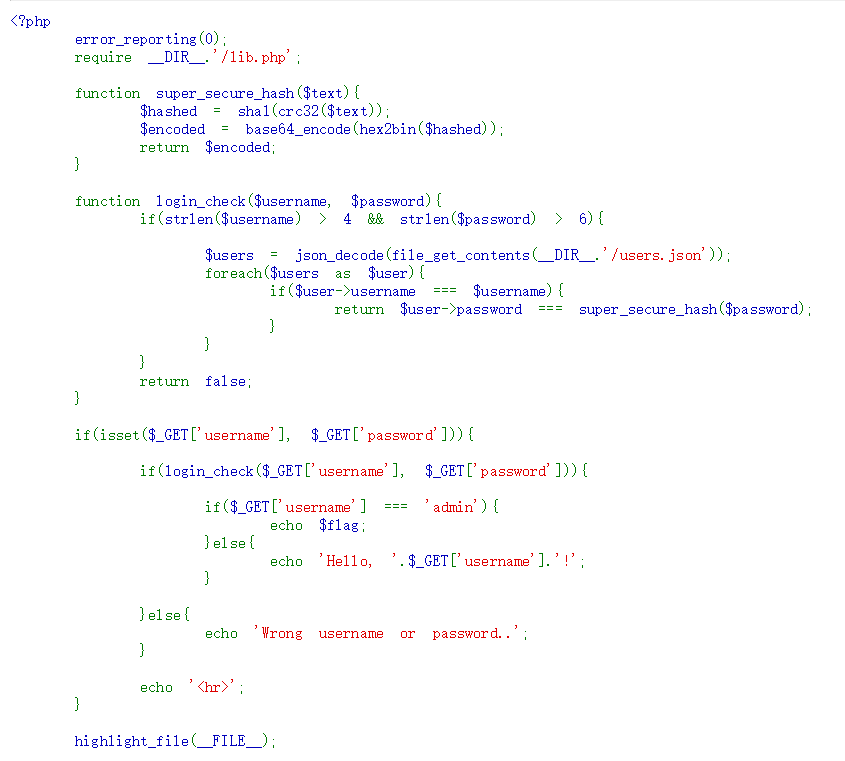 <?php
error_reporting(0);
require __DIR__.'/lib.php';
function super_secure_hash($text){
$hashed = sha1(crc32($text));
$encoded = base64_encode(hex2bin($hashed));
return $encoded;
}
function login_check($username, $password){
if(strlen($username) > 4 && strlen($password) > 6){
$users = json_decode(file_get_contents(__DIR__.'/users.json'));
foreach($users as $user){
if($user->username === $username){
return $user->password === super_secure_hash($password);
}
}
}
return false;
}
if(isset($_GET['username'], $_GET['password'])){
if(login_check($_GET['username'], $_GET['password'])){
if($_GET['username'] === 'admin'){
echo $flag;
}else{
echo 'Hello, '.$_GET['username'].'!';
}
}else{
echo 'Wrong username or password..';
}
echo '<hr>';
}
highlight_file(__FILE__);